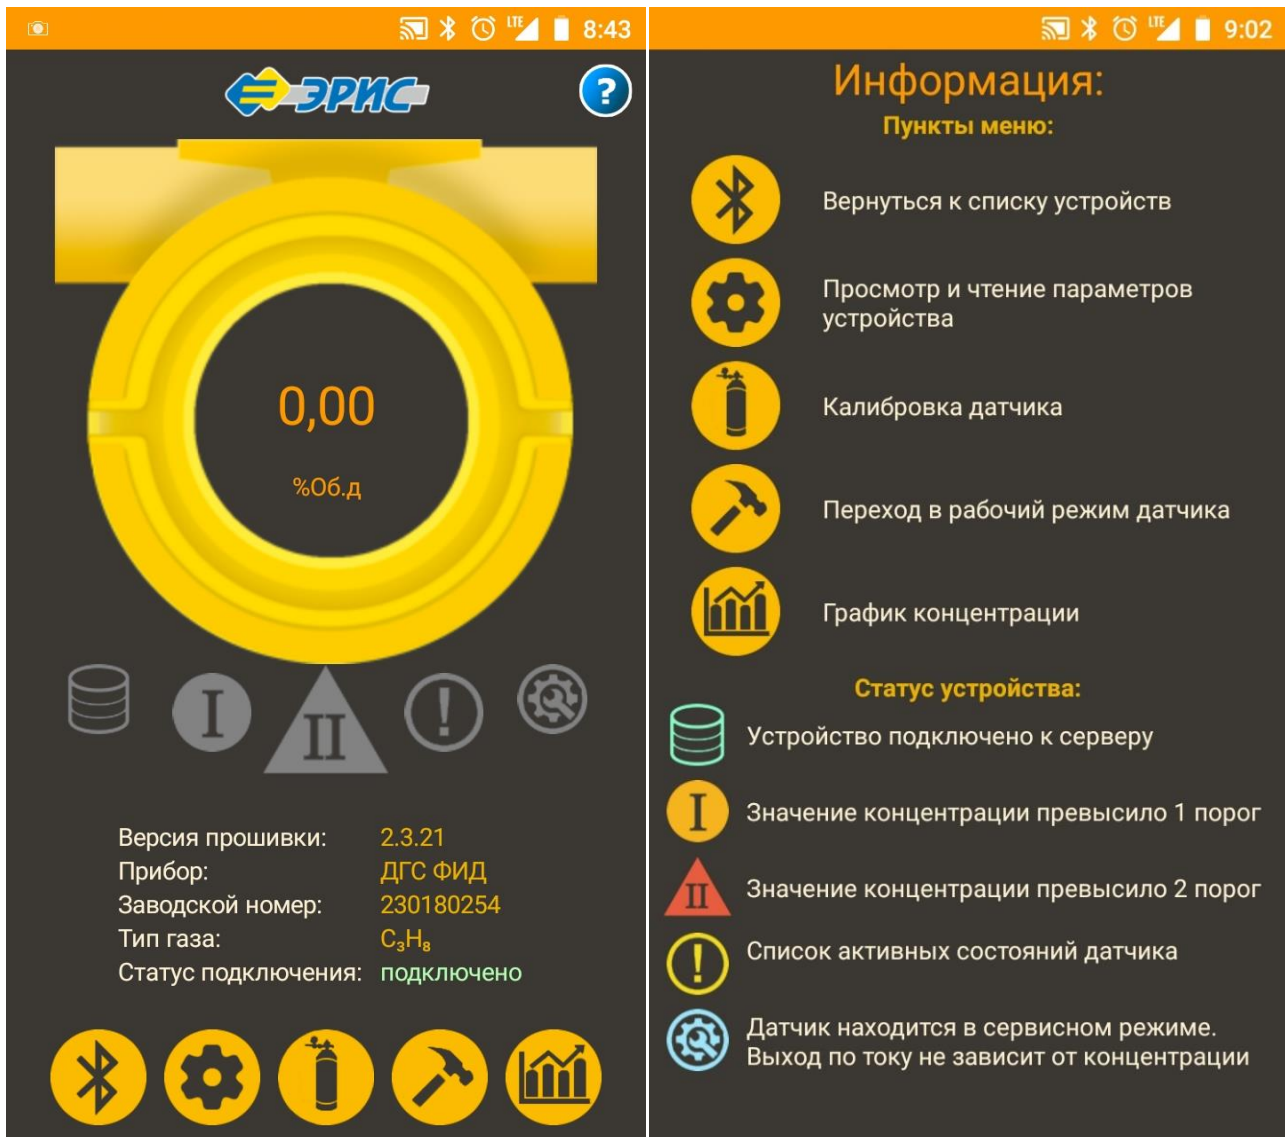 LTE 8:43
ЭРИС
?
0,00
%Об.д
I
II
!
Версия прошивки: 2.3.21
Прибор: ДГС ФИД
Заводской номер: 230180254
Тип газа: C₃H₈
Статус подключения: подключено
LTE 9:02
Информация:
Пункты меню:
Вернуться к списку устройств
Просмотр и чтение параметров
устройства
Калибровка датчика
Переход в рабочий режим датчика
График концентрации
Статус устройства:
Устройство подключено к серверу
I Значение концентрации превысило 1 порог
II Значение концентрации превысило 2 порог
! Список активных состояний датчика
Датчик находится в сервисном режиме.
Выход по току не зависит от концентрации